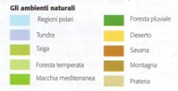 Gli ambienti naturali
Regioni polari
Tundra
Taiga
Foresta temperata
Macchia mediterranea
Foresta pluviale
Deserto
Savana
Montagna
Prateria